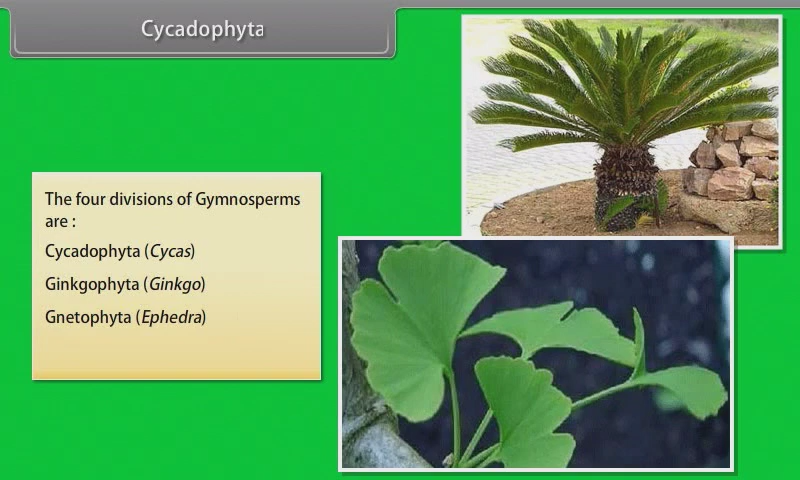 Cycadophyta
The four divisions of Gymnosperms
are :
Cycadophyta (Cycas)
Ginkgophyta (Ginkgo)
Gnetophyta (Ephedra)